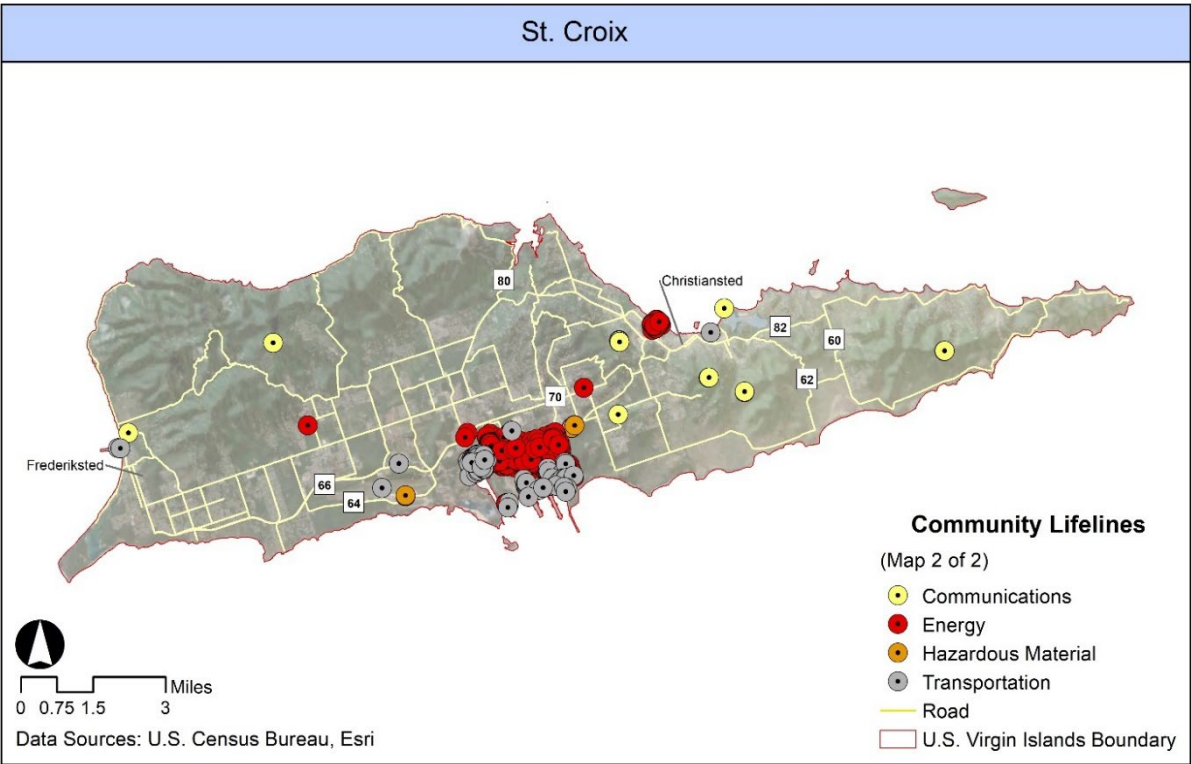 St. Croix
80
Christiansted
82
60
62
70
Frederiksted
66
64
Community Lifelines
(Map 2 of 2)
Communications
Energy
Hazardous Material
Transportation
Road
U.S. Virgin Islands Boundary
Miles
0 0.75 1.5 3
Data Sources: U.S. Census Bureau, Esri